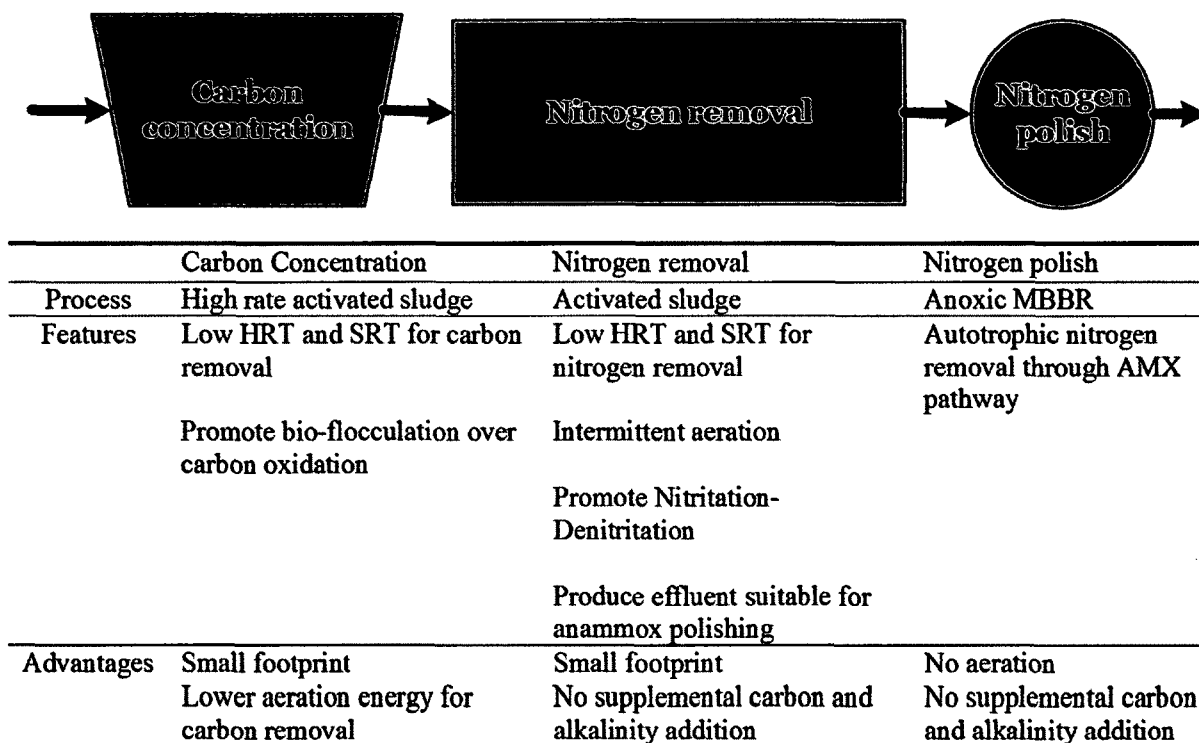 Carbon
concentration
Nitrogen removal
Nitrogen
polish
Carbon Concentration Nitrogen removal Nitrogen polish
Process High rate activated sludge Activated sludge Anoxic MBBR
Features Low HRT and SRT for carbon Low HRT and SRT for Autotrophic nitrogen
removal nitrogen removal removal through AMX
pathway
Promote bio-flocculation over Intermittent aeration
carbon oxidation
Promote Nitritation-
Denitritation
Produce effluent suitable for
anammox polishing
Advantages Small footprint Small footprint No aeration
Lower aeration energy for No supplemental carbon and No supplemental carbon
carbon removal alkalinity addition and alkalinity addition